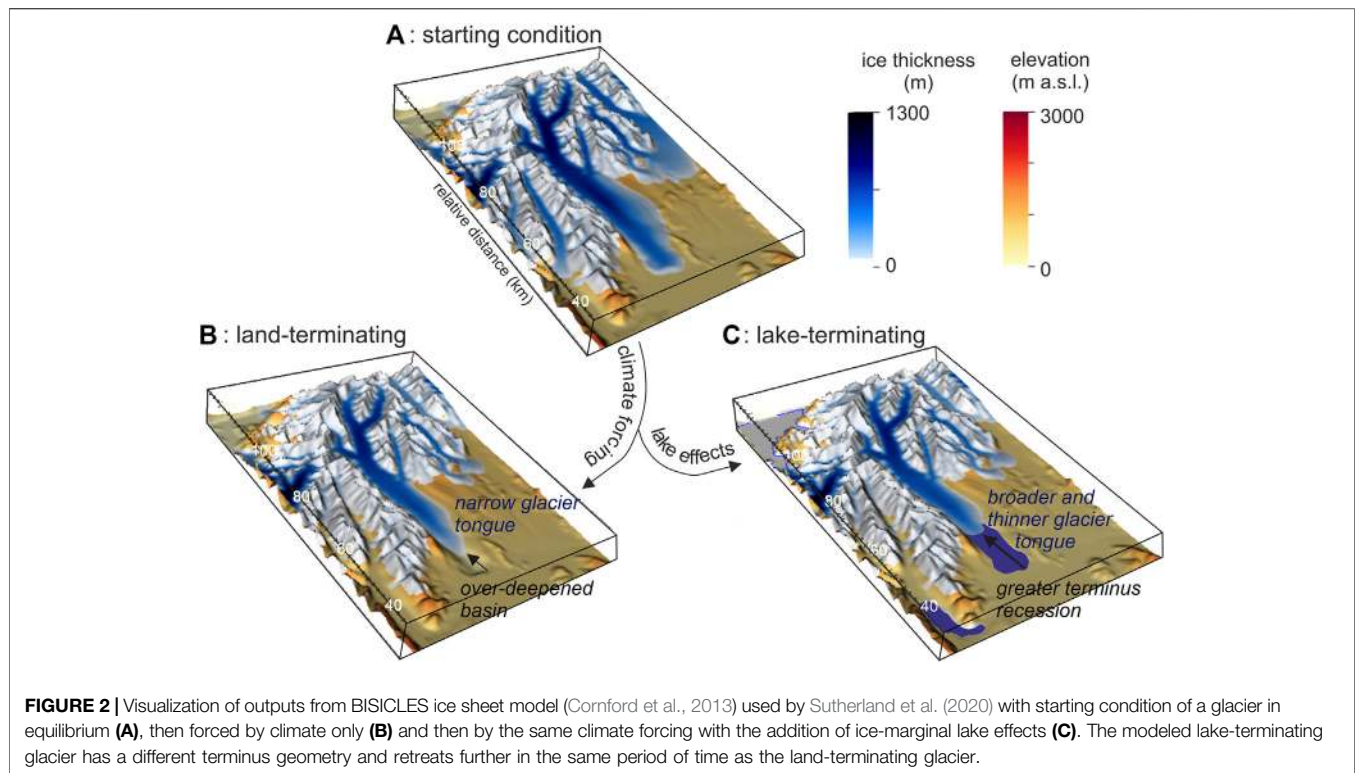 A: starting condition
ice thickness
(m)
elevation
(m a.s.l.)
1300
3000
0
0
100
80
60
40
relative distance (km)
B: land-terminating
C: lake-terminating
climate forcing
lake effects
100
80
60
40
narrow glacier
tongue
over-deepened
basin
100
80
60
40
broader and
thinner glacier
tongue
greater terminus
recession
FIGURE 2 | Visualization of outputs from BISICLES ice sheet model (Cornford et al., 2013) used by Sutherland et al. (2020) with starting condition of a glacier in
equilibrium (A), then forced by climate only (B) and then by the same climate forcing with the addition of ice-marginal lake effects (C). The modeled lake-terminating
glacier has a different terminus geometry and retreats further in the same period of time as the land-terminating glacier.